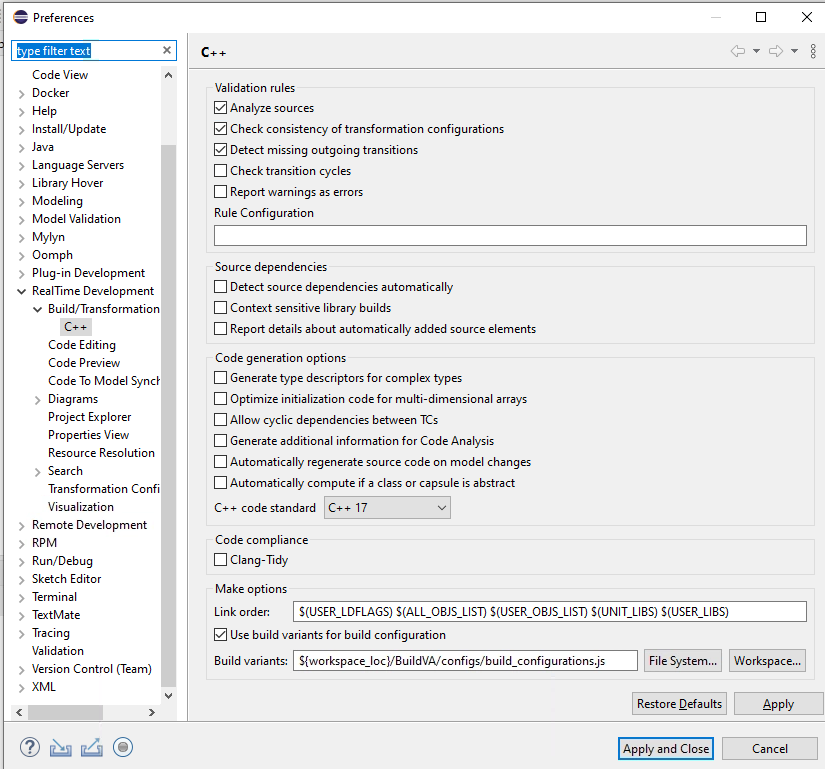 Preferences
type filter text
Code View
Docker
Help
Install/Update
Java
Language Servers
Library Hover
Modeling
Model Validation
Mylyn
Oomph
Plug-in Development
RealTime Development
Build/Transformation
C++
Code Editing
Code Preview
Code To Model Synch
Diagrams
Project Explorer
Properties View
Resource Resolution
Search
Transformation Confi
Visualization
Remote Development
RPM
Run/Debug
Sketch Editor
Terminal
TextMate
Tracing
Validation
Version Control (Team)
XML
C++
Validation rules
Analyze sources
Check consistency of transformation configurations
Detect missing outgoing transitions
Check transition cycles
Report warnings as errors
Rule Configuration
Source dependencies
Detect source dependencies automatically
Context sensitive library builds
Report details about automatically added source elements
Code generation options
Generate type descriptors for complex types
Optimize initialization code for multi-dimensional arrays
Allow cyclic dependencies between TCs
Generate additional information for Code Analysis
Automatically regenerate source code on model changes
Automatically compute if a class or capsule is abstract
C++ code standard C++ 17
Code compliance
Clang-Tidy
Make options
Link order: $(USER_LDFLAGS) $(ALL_OBJS_LIST) $(USER_OBJS_LIST) $(UNIT_LIBS) $(USER_LIBS)
Use build variants for build configuration
Build variants: ${workspace_loc}/BuildVA/configs/build_configurations.js File System... Workspace...
Restore Defaults Apply
Apply and Close Cancel